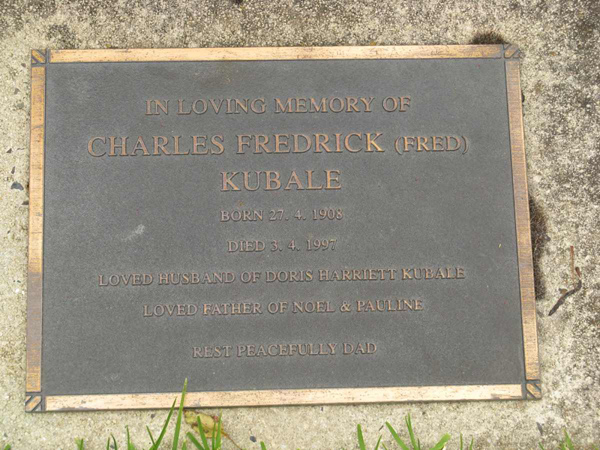 IN LOVING MEMORY OF
CHARLES FREDRICK (FRED)
KUBALE
BORN 27. 4. 1908
DIED 3. 4. 1997
LOVED HUSBAND OF DORIS HARRIETT KUBALE
LOVED FATHER OF NOEL & PAULINE
REST PEACEFULLY DAD